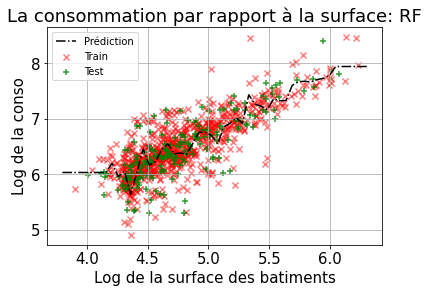 La consommation par rapport à la surface: RF
Prédiction
Train
Test
Log de la conso
8
7
6
5
4.0 4.5 5.0 5.5 6.0
Log de la surface des batiments